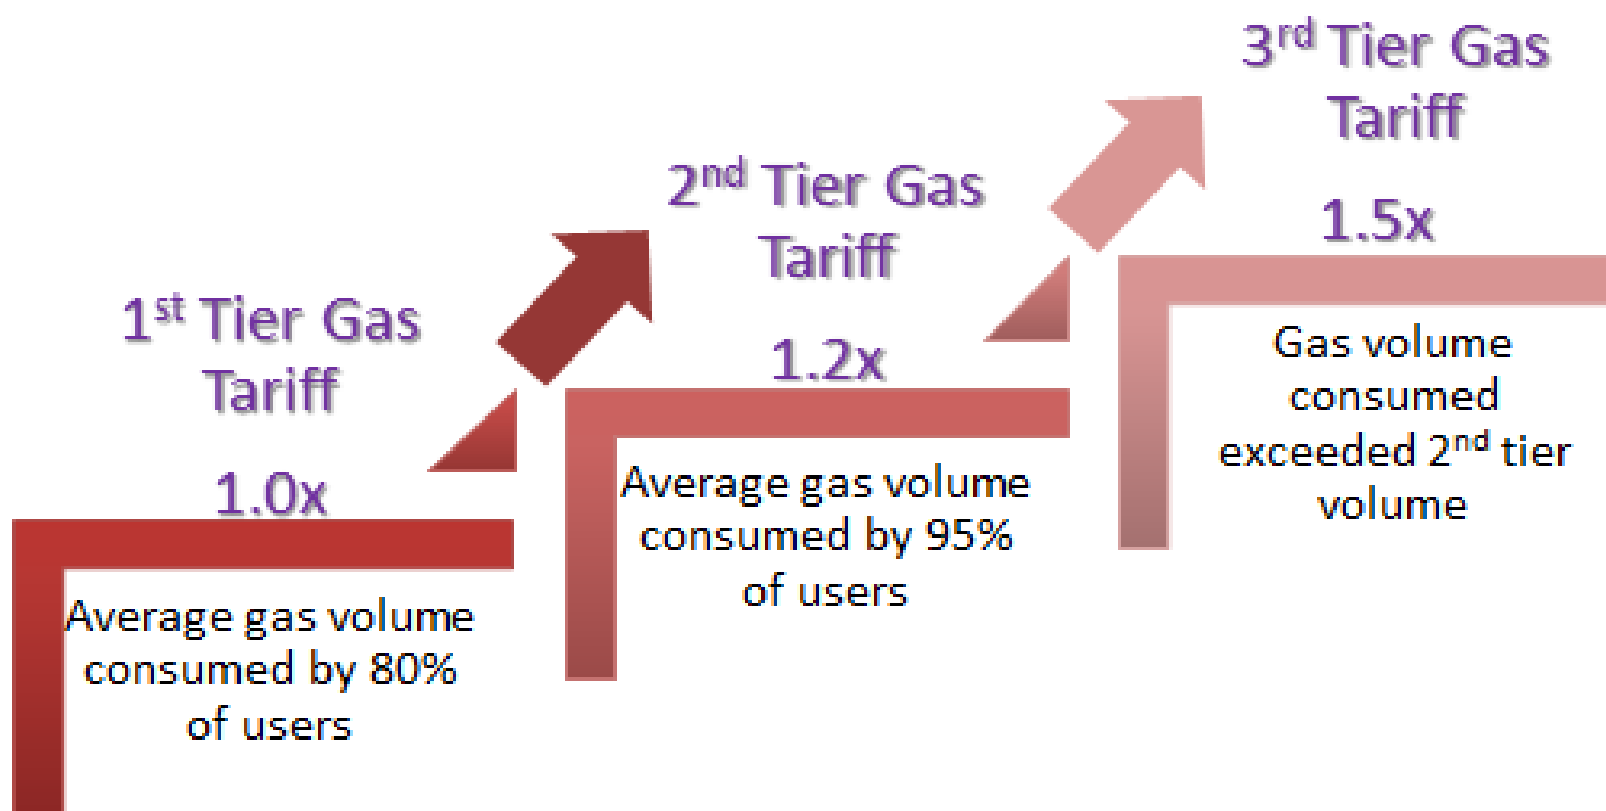 1st Tier Gas
Tariff
1.0x
Average gas volume
consumed by 80%
of users
2nd Tier Gas
Tariff
1.2x
Average gas volume
consumed by 95%
of users
3rd Tier Gas
Tariff
1.5x
Gas volume
consumed
exceeded 2nd tier
volume